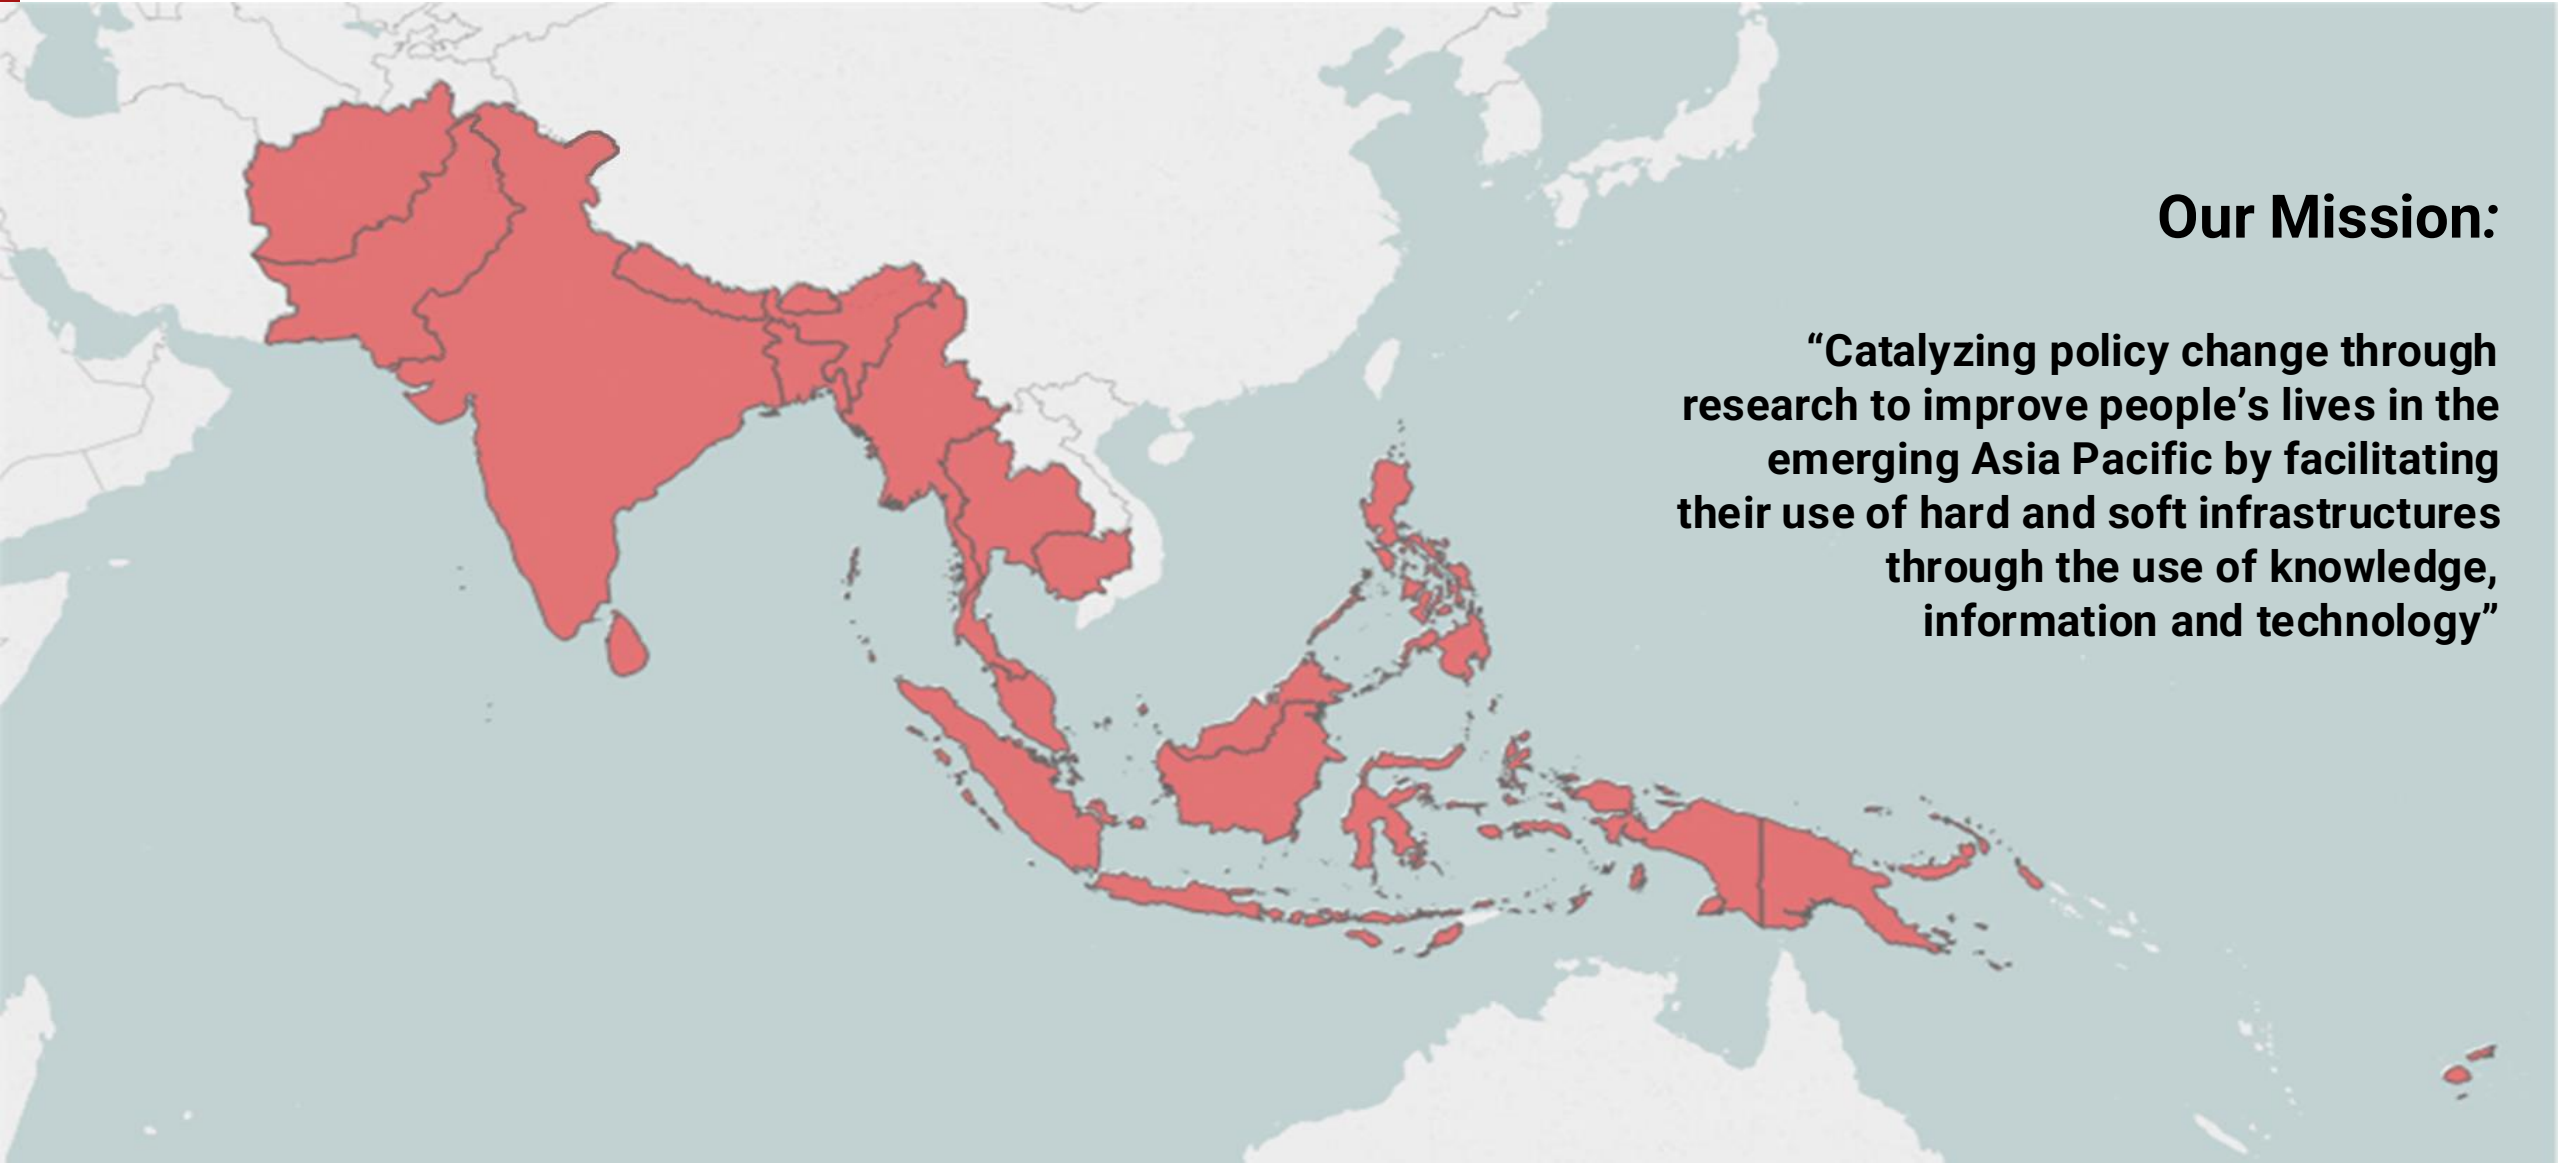 Our Mission:
“Catalyzing policy change through
research to improve people’s lives in the
emerging Asia Pacific by facilitating
their use of hard and soft infrastructures
through the use of knowledge,
information and technology”